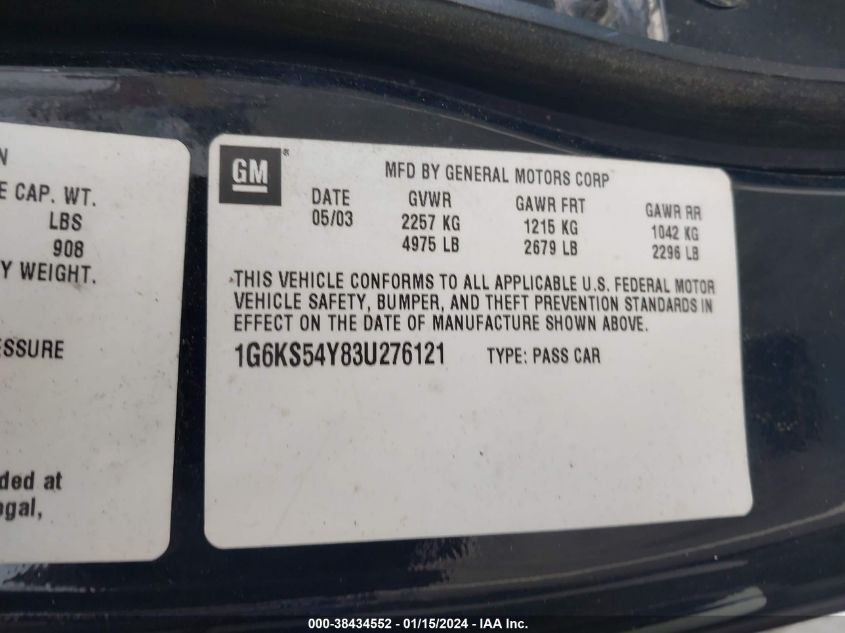 N
E CAP. WT.
LBS
908
Y WEIGHT.
ESSURE
ded at
ogal,
GM®
MFD BY GENERAL MOTORS CORP
DATE GVWR GAWR FRT GAWR RR
05/03 2257 KG 1215 KG 1042 KG
4975 LB 2679 LB 2296 LB
THIS VEHICLE CONFORMS TO ALL APPLICABLE U.S. FEDERAL MOTOR
VEHICLE SAFETY, BUMPER, AND THEFT PREVENTION STANDARDS IN
EFFECT ON THE DATE OF MANUFACTURE SHOWN ABOVE.
1G6KS54Y83U276121 TYPE: PASS CAR
000-38434552 - 01/15/2024 - IAA Inc.